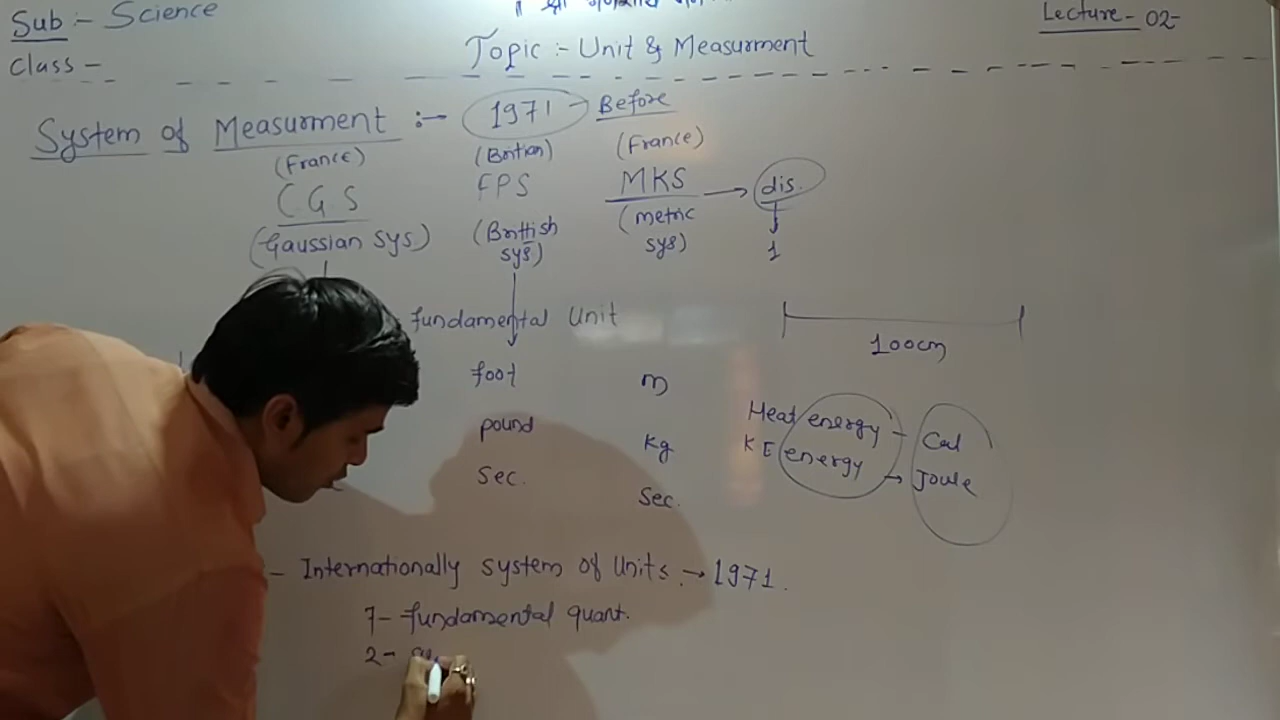 Sub :- Science
॥ श्री
Lecture - 02-
Class -
Topic :- Unit & Measurment
System of Measurment :- 1971 - Before
(France) (Britian) (France)
CGS FPS MKS → dis.
(Gaussian sys) (Brittish sys) (metric sys) 1
fundamental Unit
100cm
foot m
pound kg
Sec. Sec.
Heat energy - Cal
KE energy → Joule
- Internationally system of Units. → 1971.
7- fundamental quant.
2-